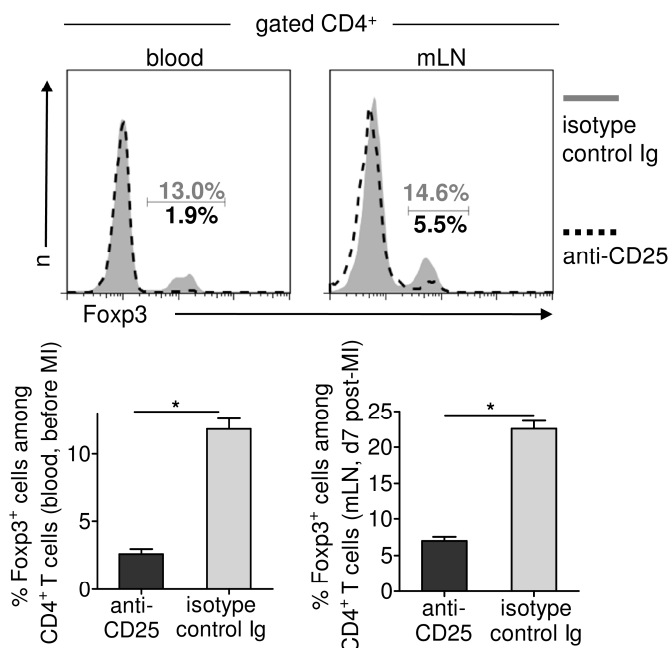 gated CD4⁺
blood
mLN
n
13.0%
1.9%
14.6%
5.5%
isotype
control Ig
anti-CD25
Foxp3
% Foxp3⁺ cells among
CD4⁺ T cells (blood, before MI)
10
5
0
*
anti-
CD25
isotype
control Ig
% Foxp3⁺ cells among
CD4⁺ T cells (mLN, d7 post-MI)
25
20
15
10
5
0
*
anti-
CD25
isotype
control Ig